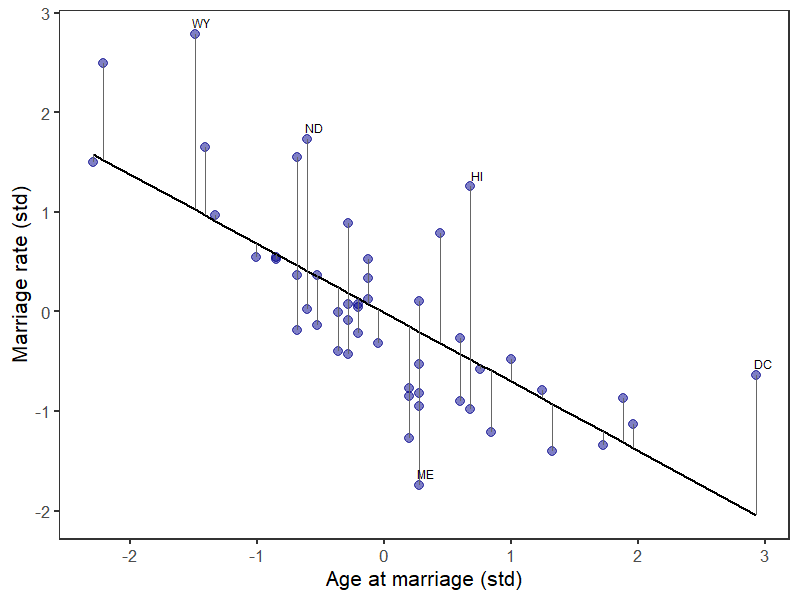 3
2
1
0
-1
-2
Marriage rate (std)
WY
ND
HI
DC
ME
-2 -1 0 1 2 3
Age at marriage (std)